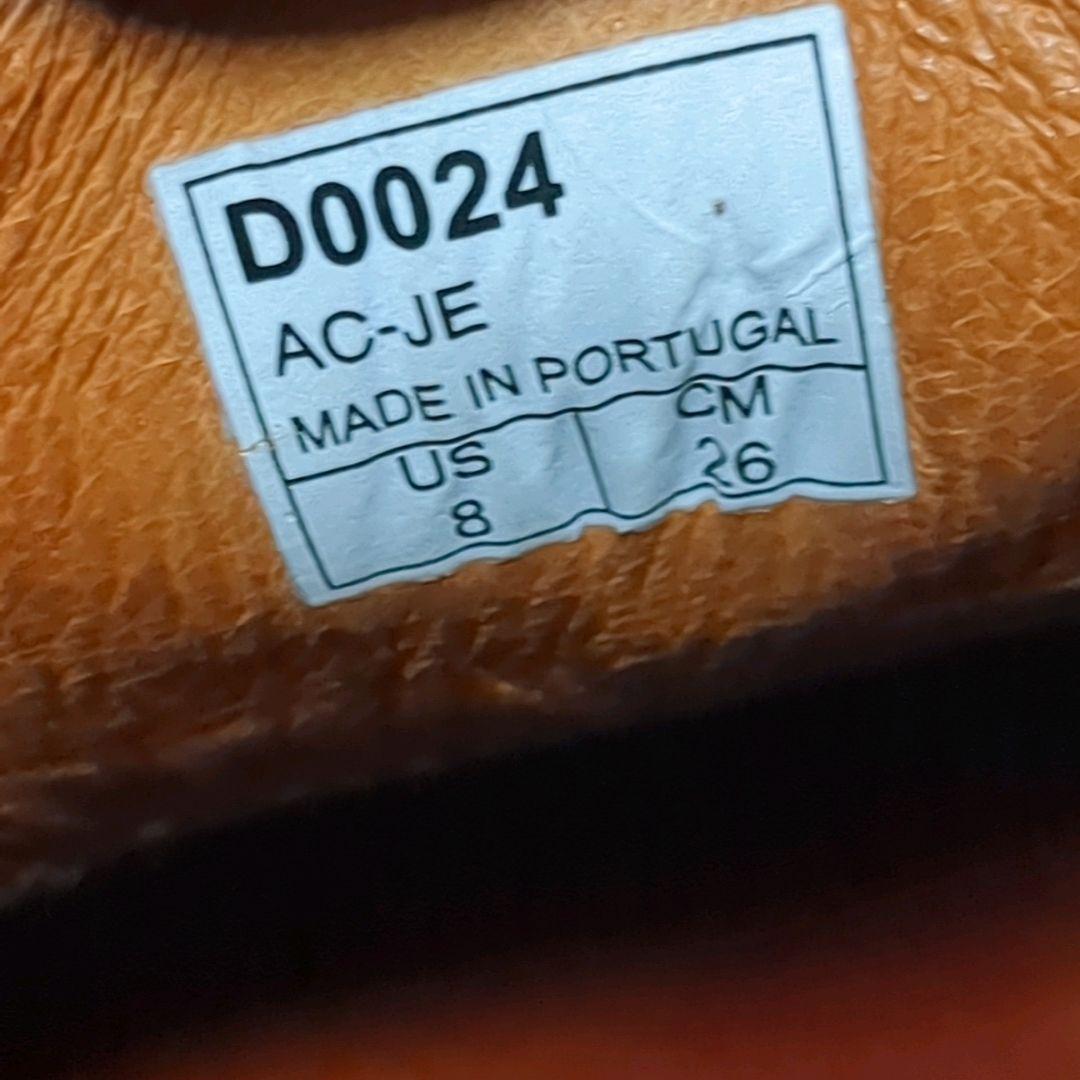 D0024
AC-JE
MADE IN PORTUGAL
US CM
8 26